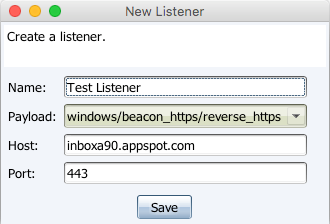 New Listener
Create a listener.
Name: Test Listener
Payload: windows/beacon_https/reverse_https
Host: inboxa90.appspot.com
Port: 443
Save